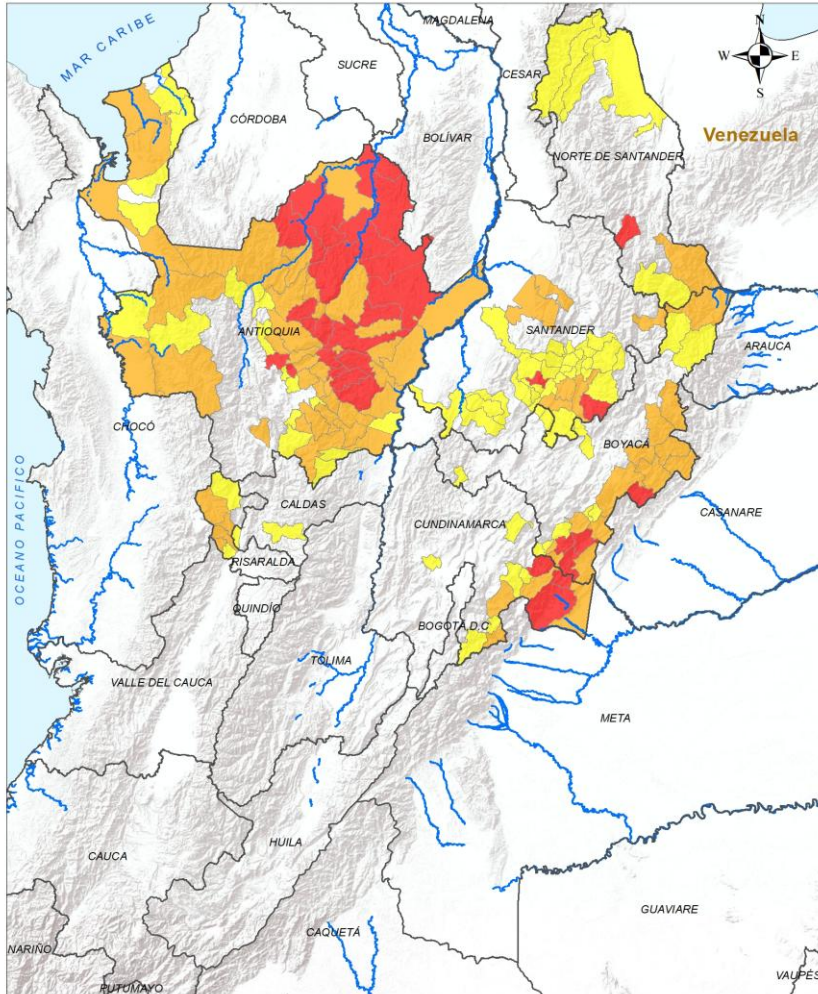 MAGDALENA
N
MAR CARIBE
SUCRE
CESAR
W
E
S
CÓRDOBA
BOLÍVAR
Venezuela
NORTE DE SANTANDER
ANTIOQUIA
SANTANDER
ARAUCA
CHOCÓ
BOYACÁ
OCEANO PACIFICO
CALDAS
CUNDINAMARCA
CASANARE
RISARALDA
QUINDÍO
BOGOTÁ, D.C
TOLIMA
VALLE DEL CAUCA
META
HUILA
CAUCA
GUAVIARE
CAQUETÁ
NARIÑO
VAUPÉS
PUTUMAYO